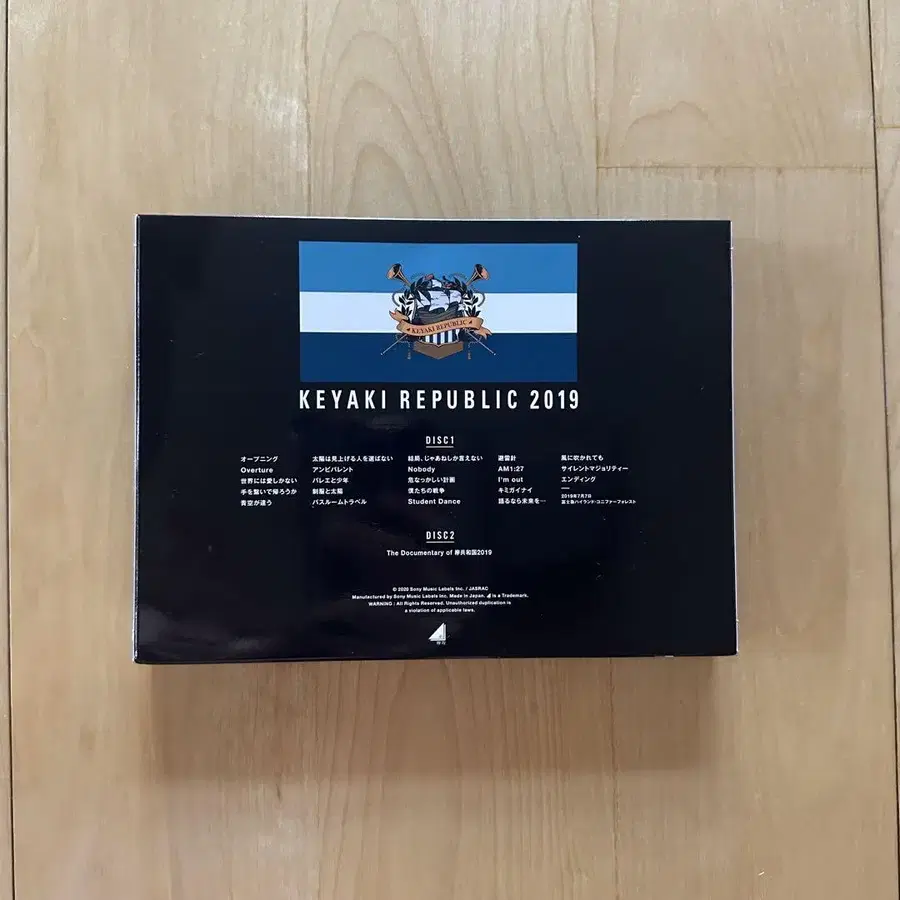 KEYAKI REPUBLIC
KEYAKI REPUBLIC 2019
DISC1
オープニング
Overture
世界には愛しかない
手を繋いで帰ろうか
青空が違う
太陽は見上げる人を選ばない
アンビバレント
バレエと少年
制服と太陽
バスルームトラベル
結局、じゃあねしか言えない
Nobody
危なっかしい計画
僕たちの戦争
Student Dance
避雷針
AM1:27
I'm out
キミガイナイ
語るなら未来を…
風に吹かれても
サイレントマジョリティー
エンディング
2019年7月7日
富士急ハイランド・コニファーフォレスト
DISC2
The Documentary of 欅共和国2019
© 2020 Sony Music Labels Inc. / JASRAC
Manufactured by Sony Music Labels Inc. Made in Japan. is a Trademark.
WARNING : All Rights Reserved. Unauthorized duplication is
a violation of applicable laws.